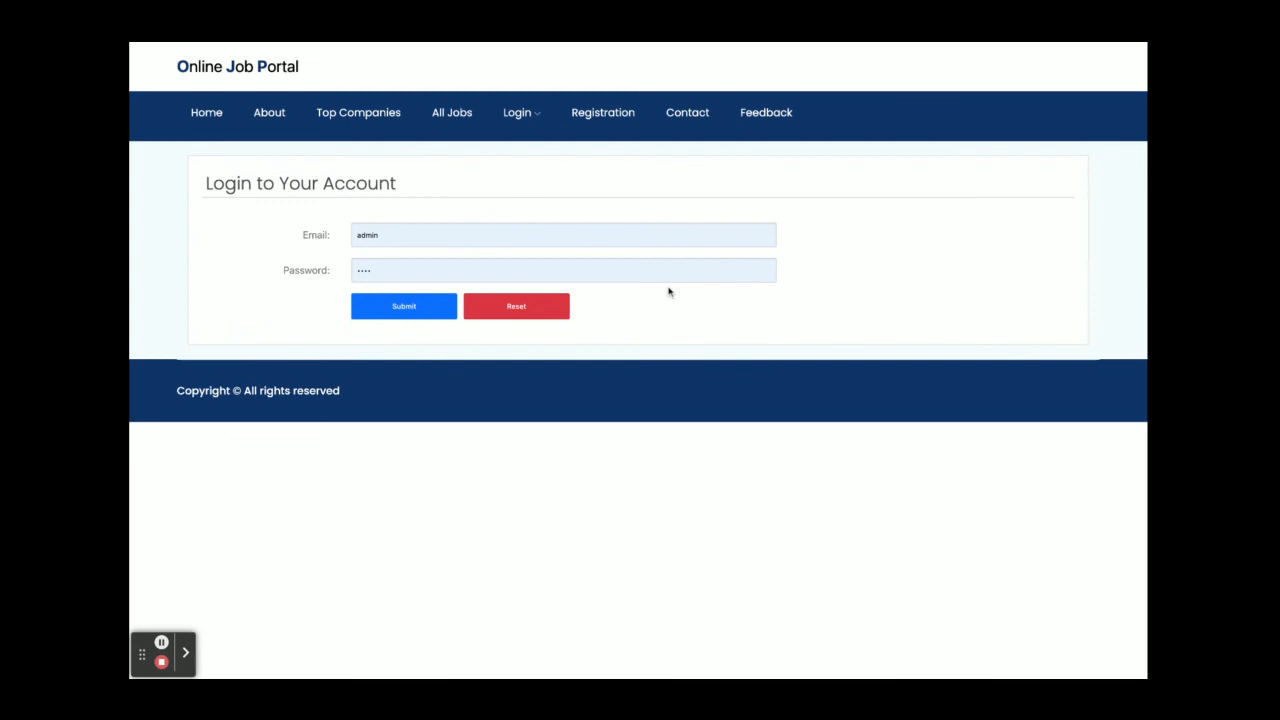 Online Job Portal
Home About Top Companies All Jobs Login Registration Contact Feedback
Login to Your Account
Email: admin
Password: ····
Submit Reset
Copyright © All rights reserved